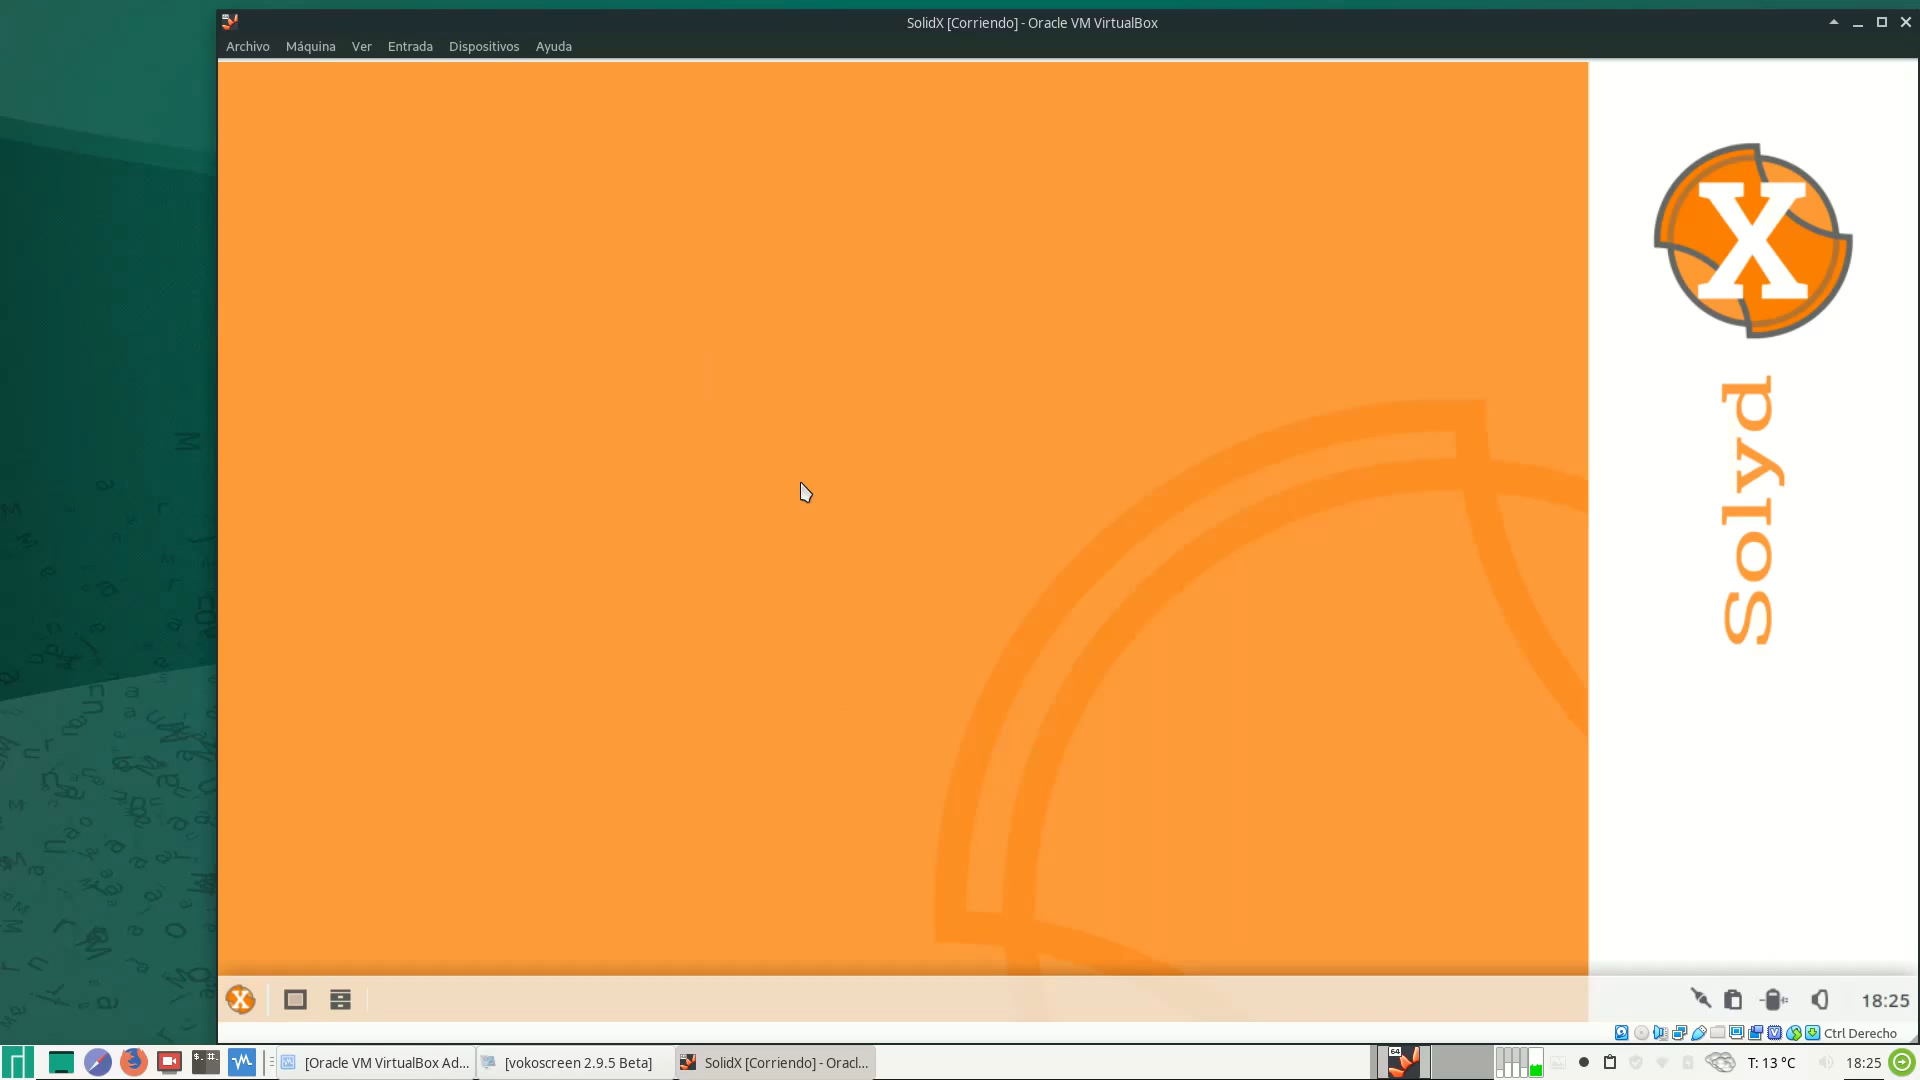 SolidX [Corriendo] - Oracle VM VirtualBox
Archivo Máquina Ver Entrada Dispositivos Ayuda
X
Solyd
18:25
Ctrl Derecho
[Oracle VM VirtualBox Ad... [vokoscreen 2.9.5 Beta] SolidX [Corriendo] - Oracl... 64 T: 13 °C 18:25